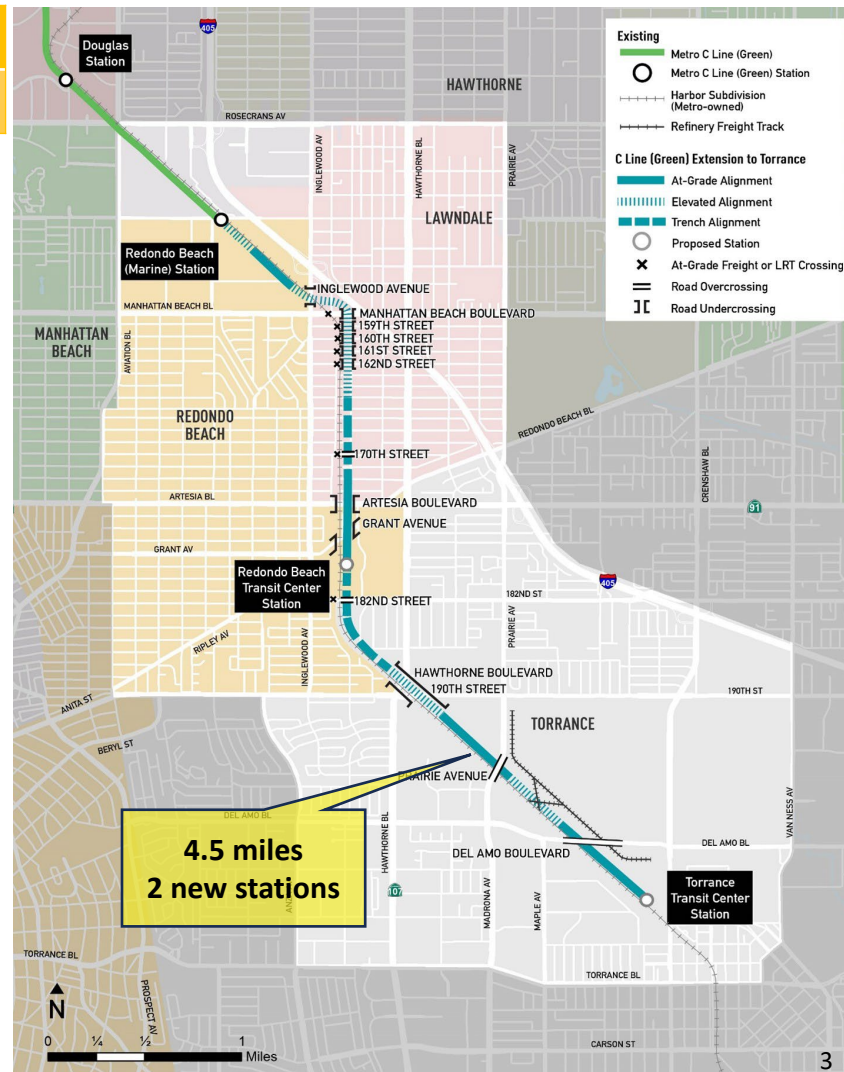 Douglas
Station
405
HAWTHORNE
ROSECRANS AV
INGLEWOOD AV
HAWTHORNE BL
PRAIRIE AV
LAWNDALE
Existing
Metro C Line (Green)
Metro C Line (Green) Station
Harbor Subdivision
(Metro-owned)
Refinery Freight Track
C Line (Green) Extension to Torrance
At-Grade Alignment
Elevated Alignment
Trench Alignment
Proposed Station
At-Grade Freight or LRT Crossing
Road Overcrossing
Road Undercrossing
Redondo Beach
(Marine) Station
INGLEWOOD AVENUE
MANHATTAN BEACH BL
MANHATTAN BEACH BOULEVARD
159TH STREET
160TH STREET
161ST STREET
162ND STREET
MANHATTAN
BEACH
AVIATION BL
REDONDO
BEACH
REDONDO BEACH BL
170TH STREET
CRENSHAW BL
ARTESIA BL
ARTESIA BOULEVARD
91
GRANT AVENUE
GRANT AV
Redondo Beach
Transit Center
Station
405
182ND STREET
182ND ST
PRAIRIE AV
RIPLEY AV
INGLEWOOD AV
HAWTHORNE BOULEVARD
190TH STREET
190TH ST
ANITA ST
BERYL ST
TORRANCE
PRAIRIE AVENUE
VAN NESS AV
4.5 miles
2 new stations
DEL AMO BL
HAWTHORNE BL
DEL AMO BL
DEL AMO BOULEVARD
107
MADRONA AV
MAPLE AV
Torrance
Transit Center
Station
TORRANCE BL
TORRANCE BL
PROSPECT AV
N
0 ¼ ½ 1
Miles
CARSON ST
3